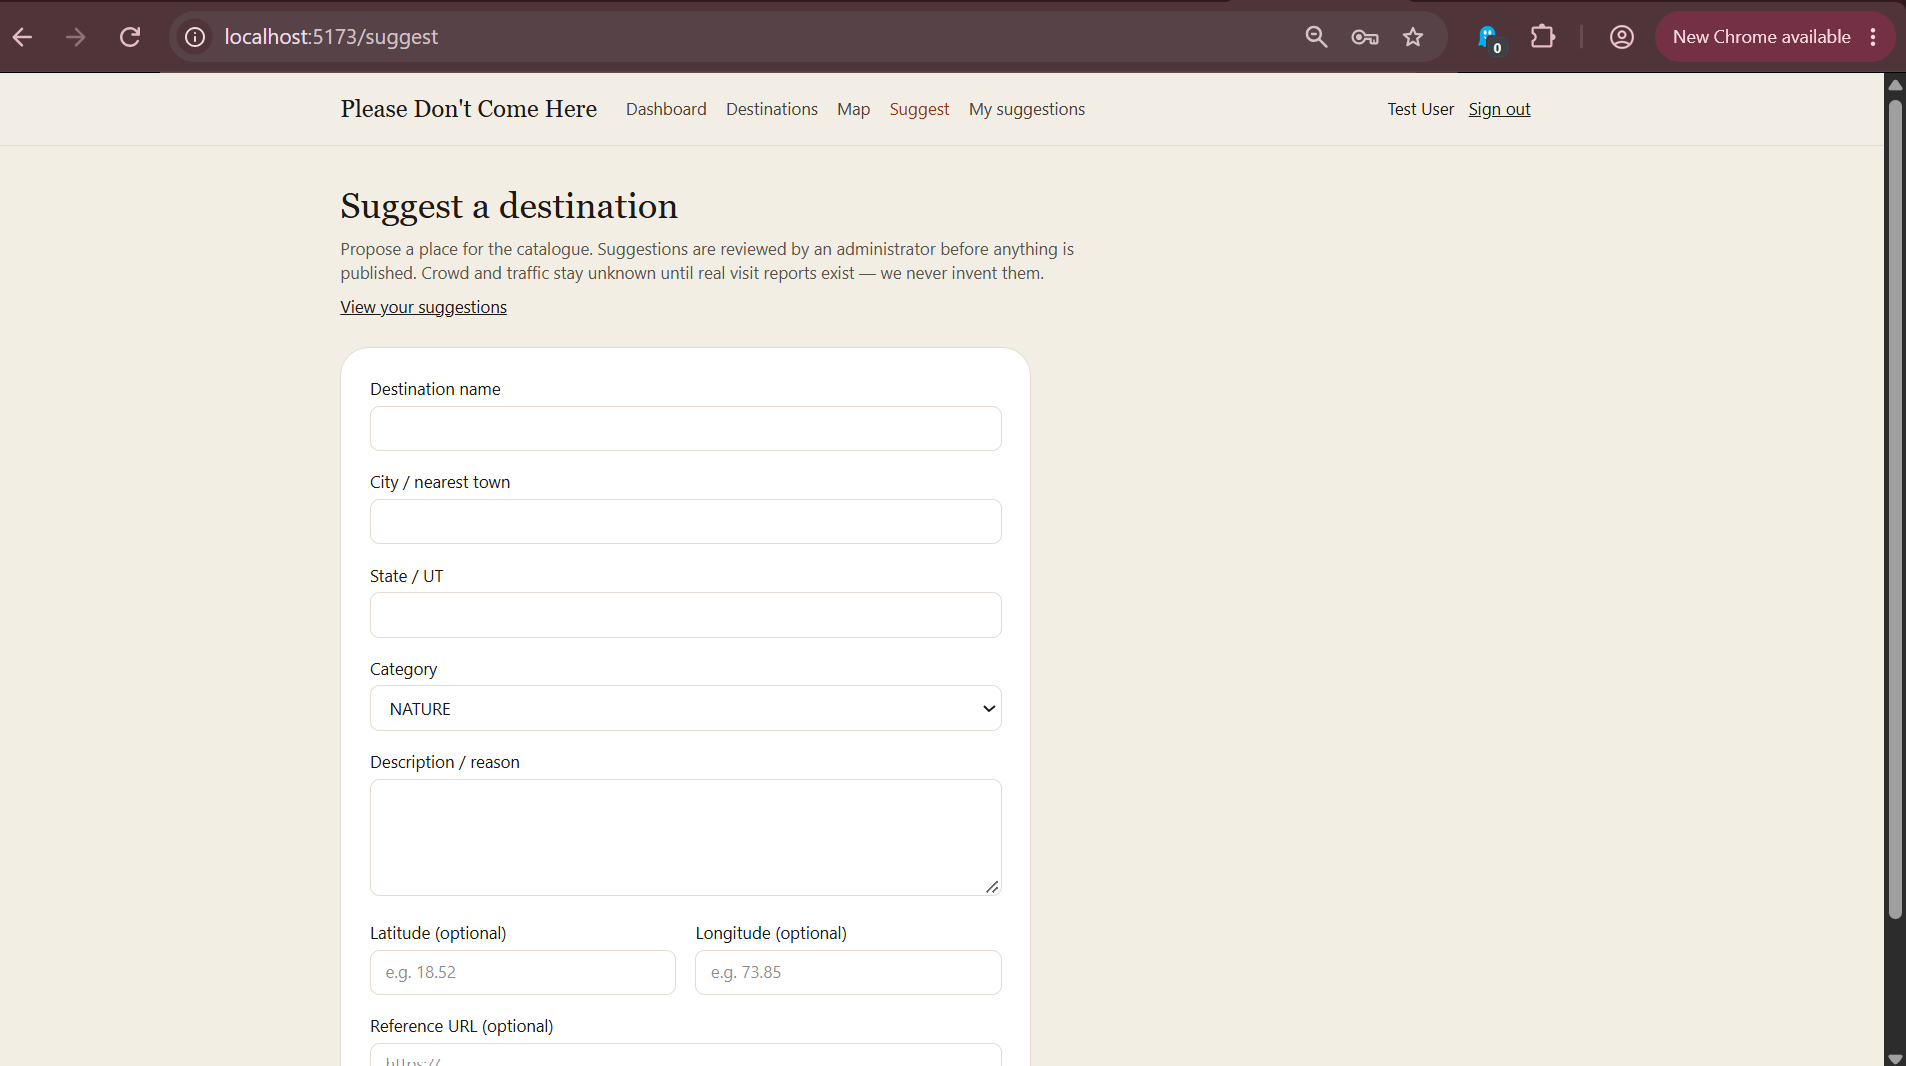 localhost:5173/suggest
0
New Chrome available
Please Don't Come Here
Dashboard
Destinations
Map
Suggest
My suggestions
Test User
Sign out
Suggest a destination
Propose a place for the catalogue. Suggestions are reviewed by an administrator before anything is
published. Crowd and traffic stay unknown until real visit reports exist — we never invent them.
View your suggestions
Destination name
City / nearest town
State / UT
Category
NATURE
Description / reason
Latitude (optional)
Longitude (optional)
e.g. 18.52
e.g. 73.85
Reference URL (optional)
https://